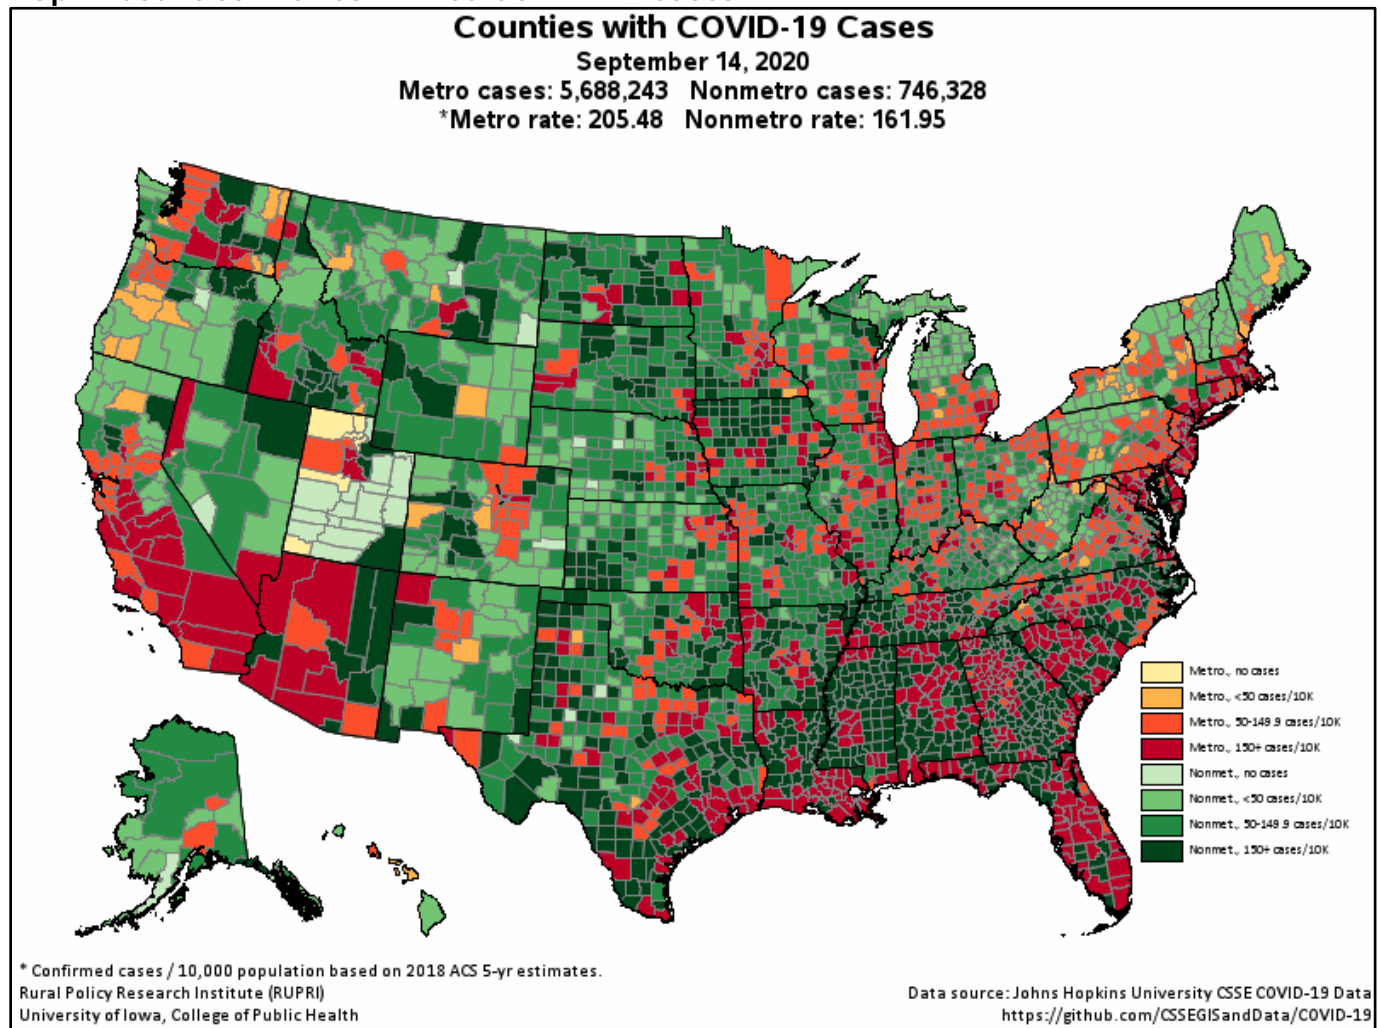 Counties with COVID-19 Cases
September 14, 2020
Metro cases: 5,688,243   Nonmetro cases: 746,328
*Metro rate: 205.48   Nonmetro rate: 161.95
Metro., no cases
Metro., <50 cases/10K
Metro., 50-149.9 cases/10K
Metro., 150+ cases/10K
Nonmet., no cases
Nonmet., <50 cases/10K
Nonmet., 50-149.9 cases/10K
Nonmet., 150+ cases/10K
* Confirmed cases / 10,000 population based on 2018 ACS 5-yr estimates.
Rural Policy Research Institute (RUPRI)
University of Iowa, College of Public Health
Data source: Johns Hopkins University CSSE COVID-19 Data
https://github.com/CSSEGISandData/COVID-19